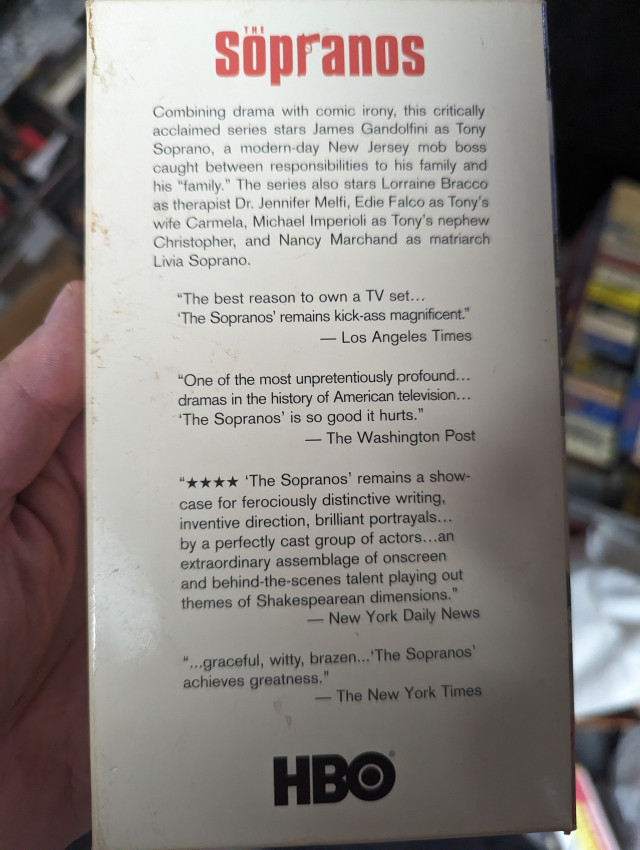 THE
Sopranos
Combining drama with comic irony, this critically
acclaimed series stars James Gandolfini as Tony
Soprano, a modern-day New Jersey mob boss
caught between responsibilities to his family and
his "family." The series also stars Lorraine Bracco
as therapist Dr. Jennifer Melfi, Edie Falco as Tony's
wife Carmela, Michael Imperioli as Tony's nephew
Christopher, and Nancy Marchand as matriarch
Livia Soprano.
"The best reason to own a TV set...
'The Sopranos' remains kick-ass magnificent."
— Los Angeles Times
"One of the most unpretentiously profound...
dramas in the history of American television...
'The Sopranos' is so good it hurts."
— The Washington Post
"★★★★ 'The Sopranos' remains a show-
case for ferociously distinctive writing,
inventive direction, brilliant portrayals...
by a perfectly cast group of actors...an
extraordinary assemblage of onscreen
and behind-the-scenes talent playing out
themes of Shakespearean dimensions."
— New York Daily News
"...graceful, witty, brazen...'The Sopranos'
achieves greatness."
— The New York Times
HBO®